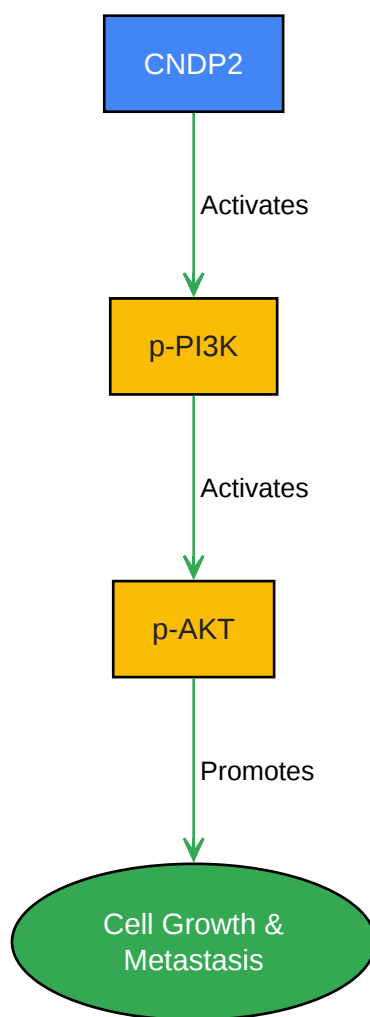 CNDP2
Activates
p-PI3K
Activates
p-AKT
Promotes
Cell Growth &
Metastasis